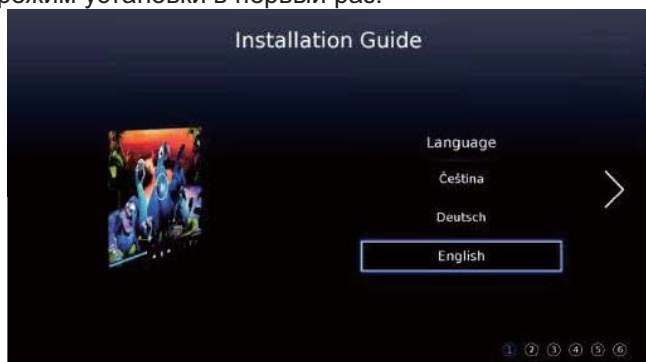 режим установки в первый раз.
Installation Guide
Language
Čeština
Deutsch
English
1 2 3 4 5 6